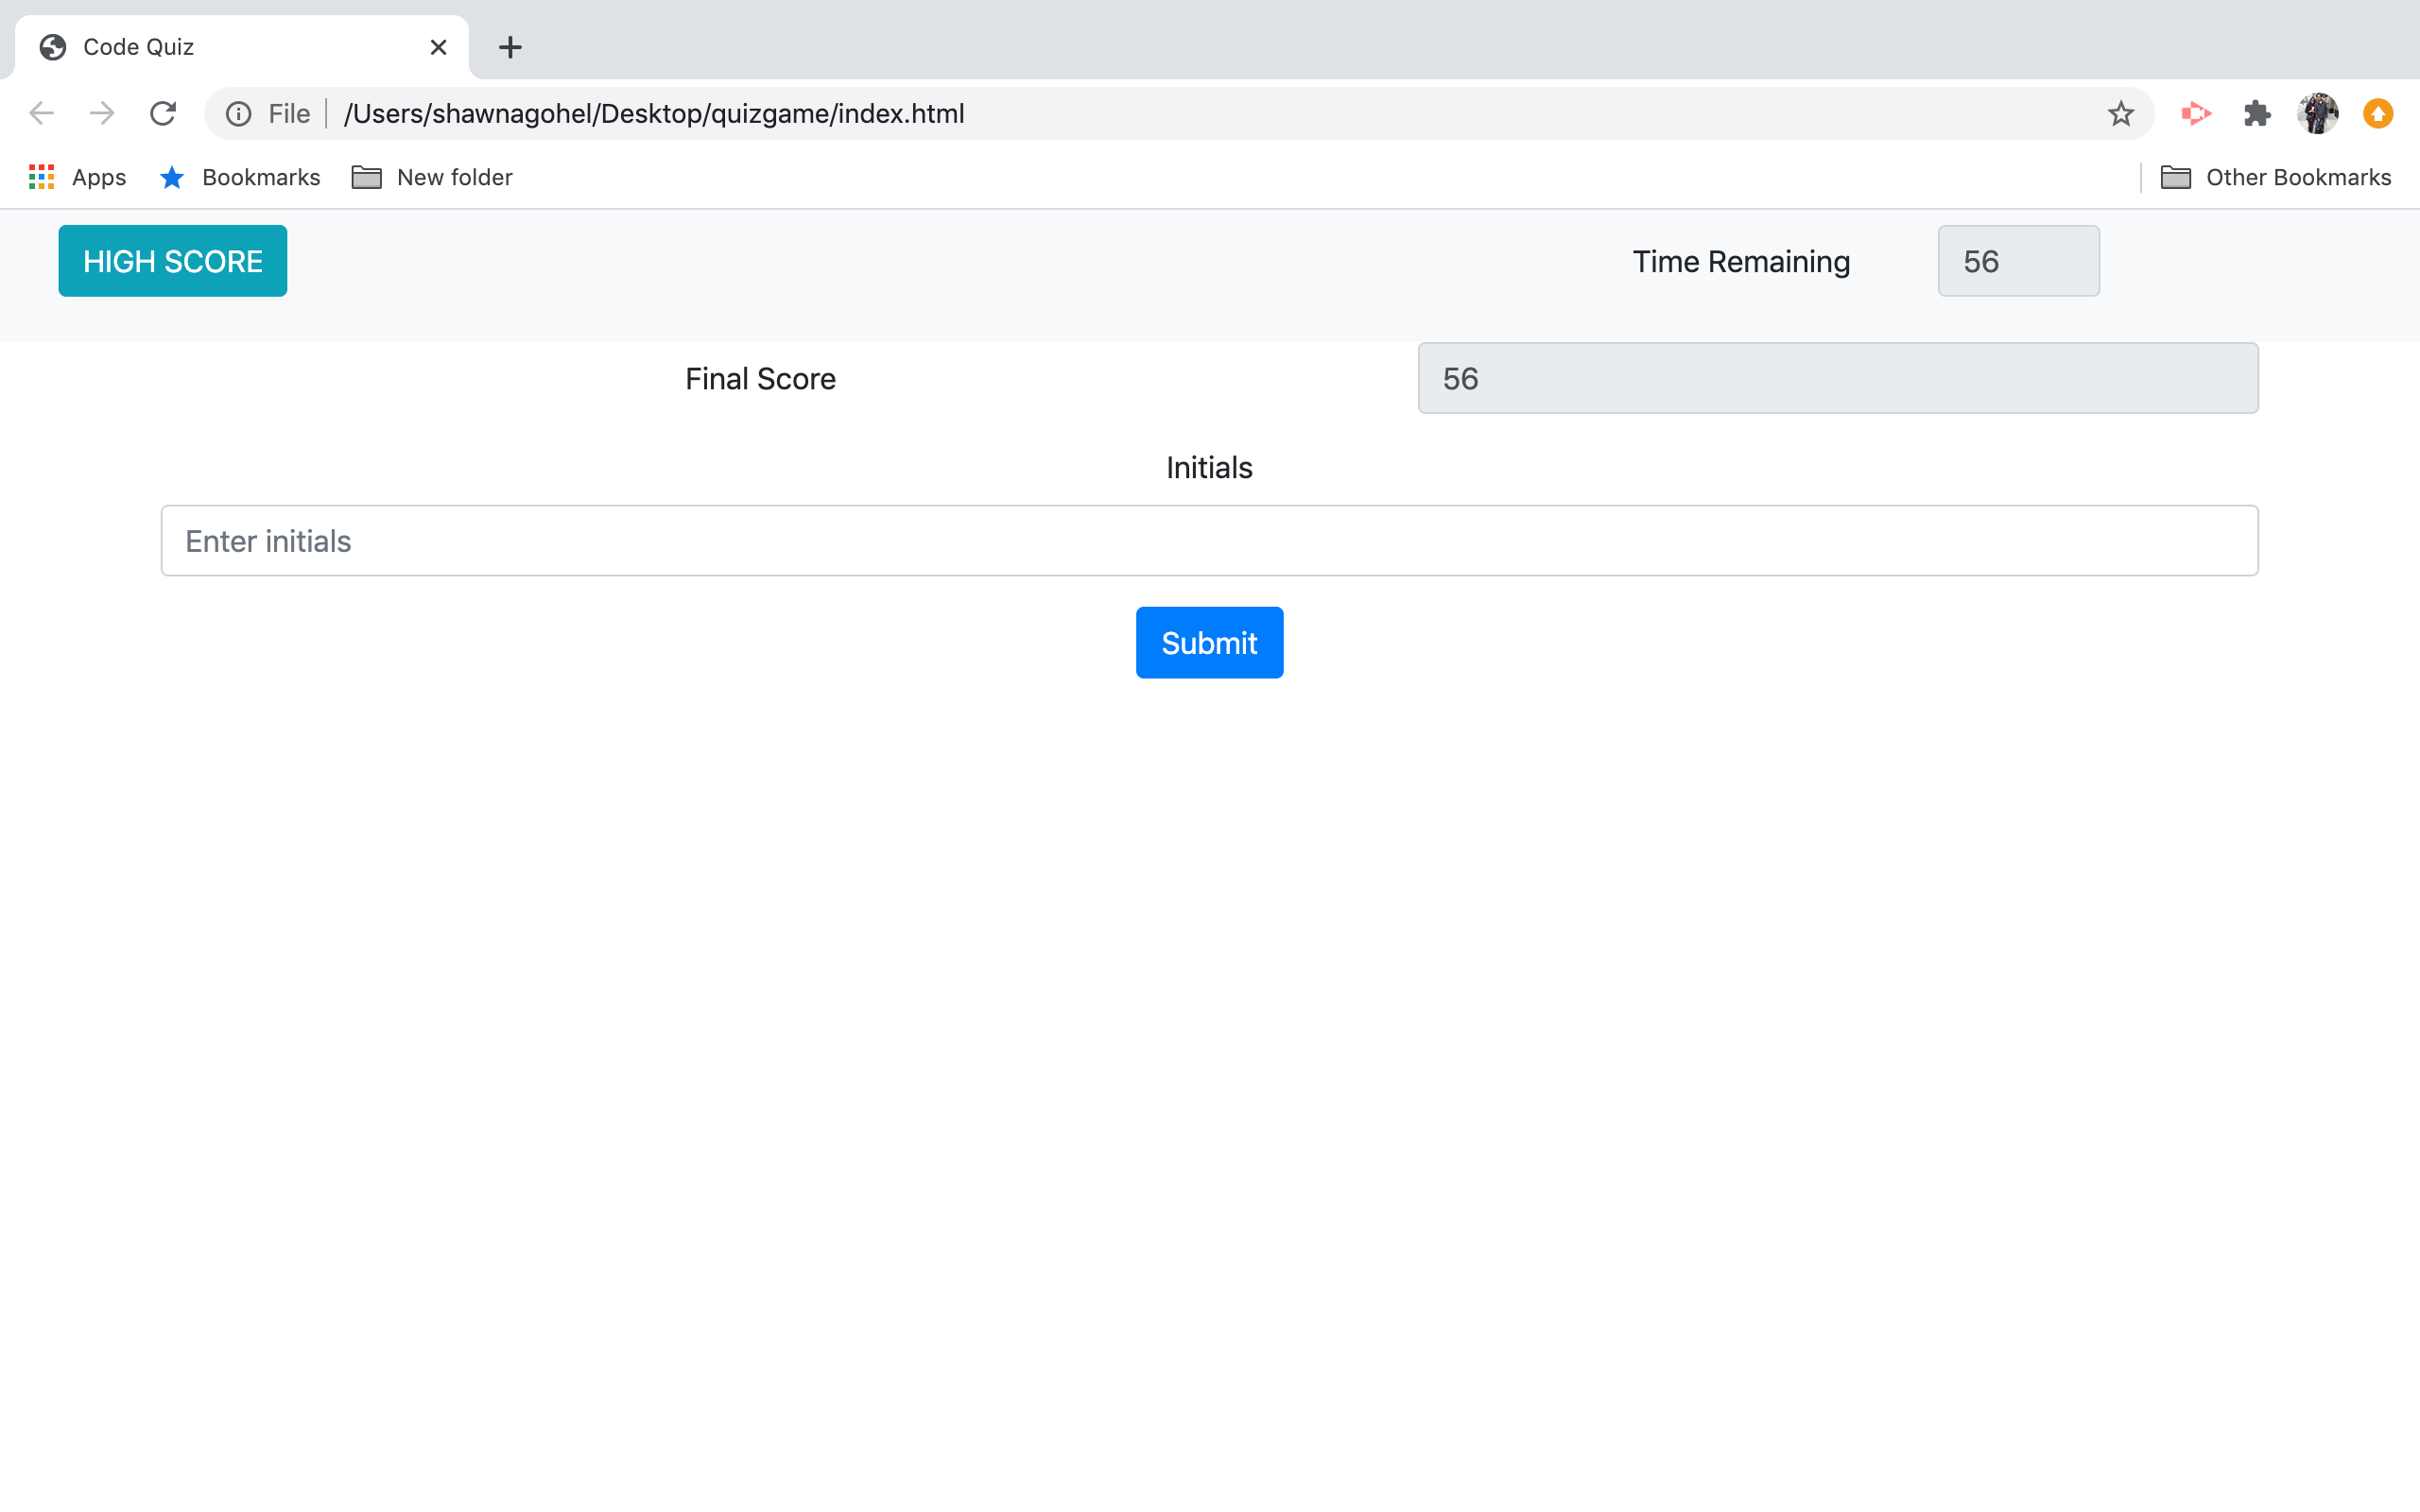 Code Quiz
File /Users/shawnagohel/Desktop/quizgame/index.html
Apps Bookmarks New folder Other Bookmarks
HIGH SCORE Time Remaining 56
Final Score 56
Initials
Enter initials
Submit